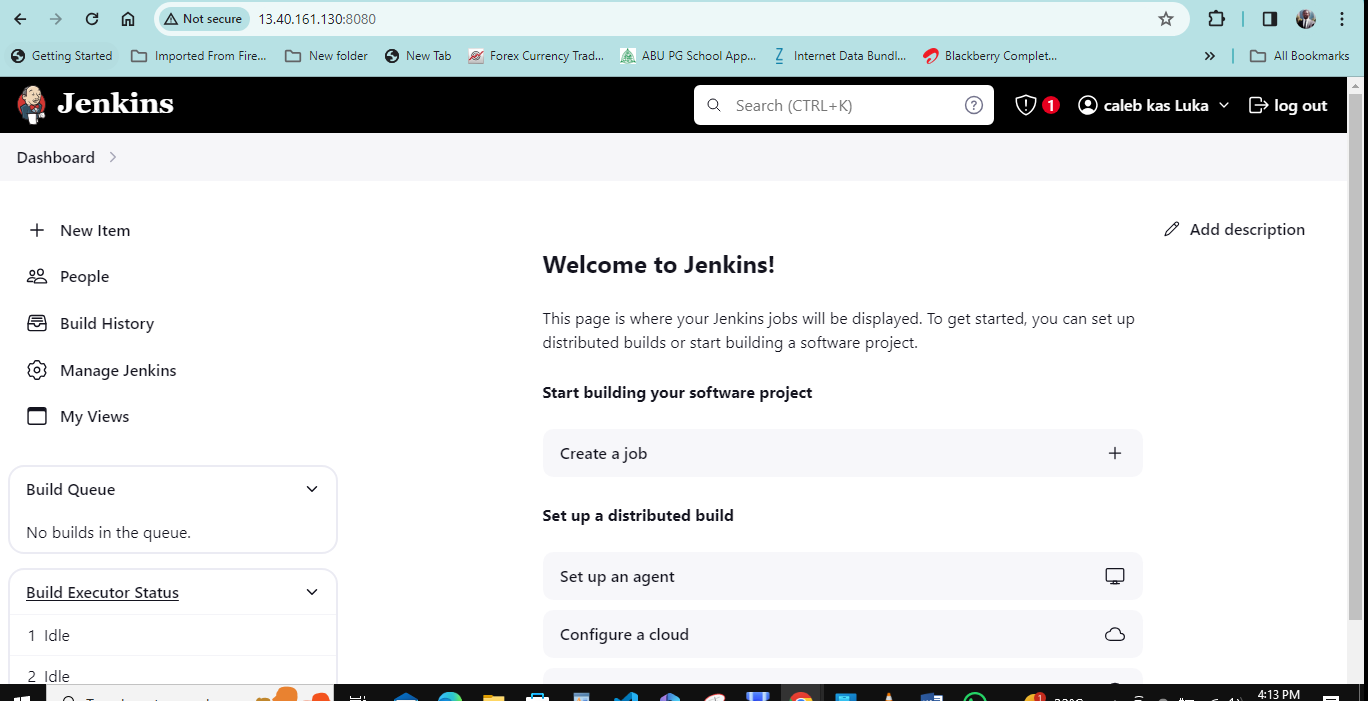 Not secure 13.40.161.130:8080
Getting Started Imported From Fire... New folder New Tab Forex Currency Trad... ABU PG School App... Internet Data Bundl... Blackberry Complet... » All Bookmarks
Jenkins Search (CTRL+K) 1 caleb kas Luka log out
Dashboard
New Item
Add description
People
Build History
Manage Jenkins
My Views
Build Queue
No builds in the queue.
Build Executor Status
1 Idle
2 Idle
Welcome to Jenkins!
This page is where your Jenkins jobs will be displayed. To get started, you can set up
distributed builds or start building a software project.
Start building your software project
Create a job
Set up a distributed build
Set up an agent
Configure a cloud
4:13 PM